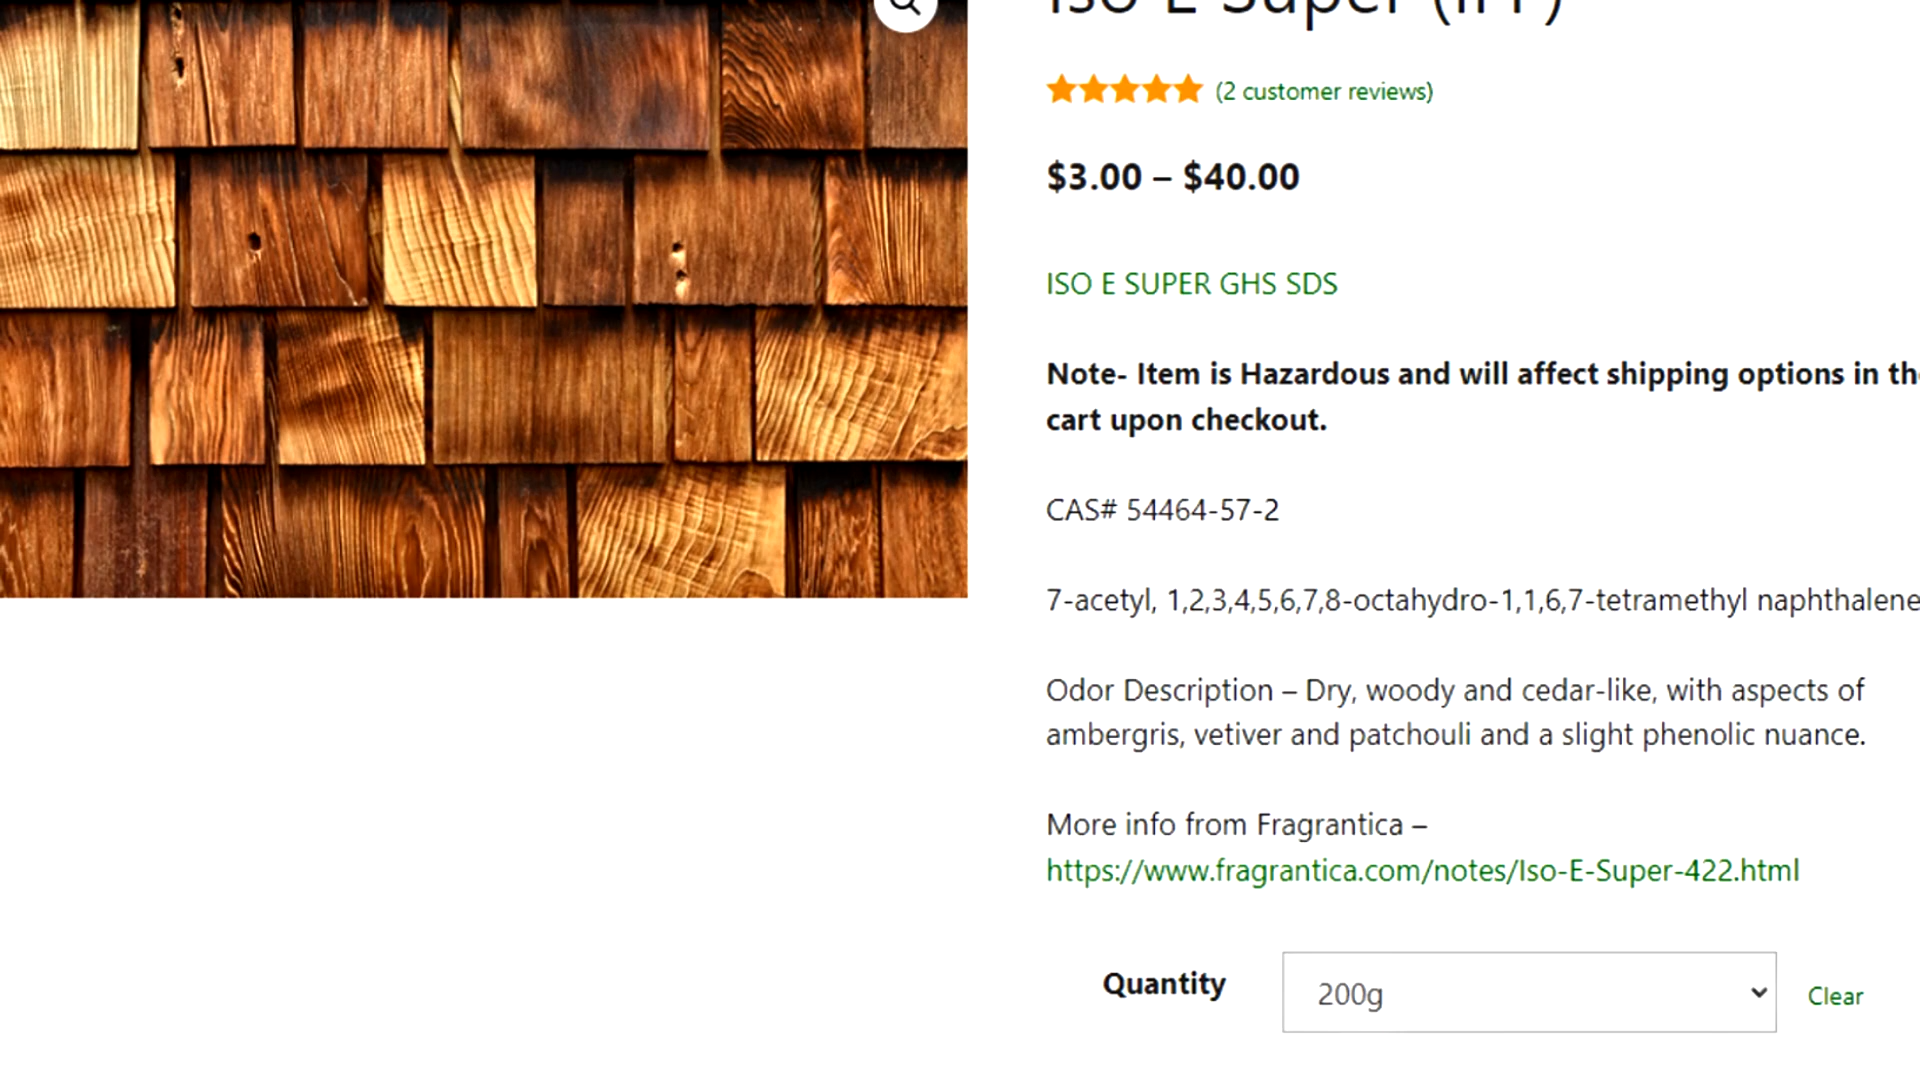 Iso E Super (IFF)
(2 customer reviews)
$3.00 – $40.00
ISO E SUPER GHS SDS
Note- Item is Hazardous and will affect shipping options in the
cart upon checkout.
CAS# 54464-57-2
7-acetyl, 1,2,3,4,5,6,7,8-octahydro-1,1,6,7-tetramethyl naphthalene
Odor Description – Dry, woody and cedar-like, with aspects of
ambergris, vetiver and patchouli and a slight phenolic nuance.
More info from Fragrantica –
https://www.fragrantica.com/notes/Iso-E-Super-422.html
Quantity
200g
Clear